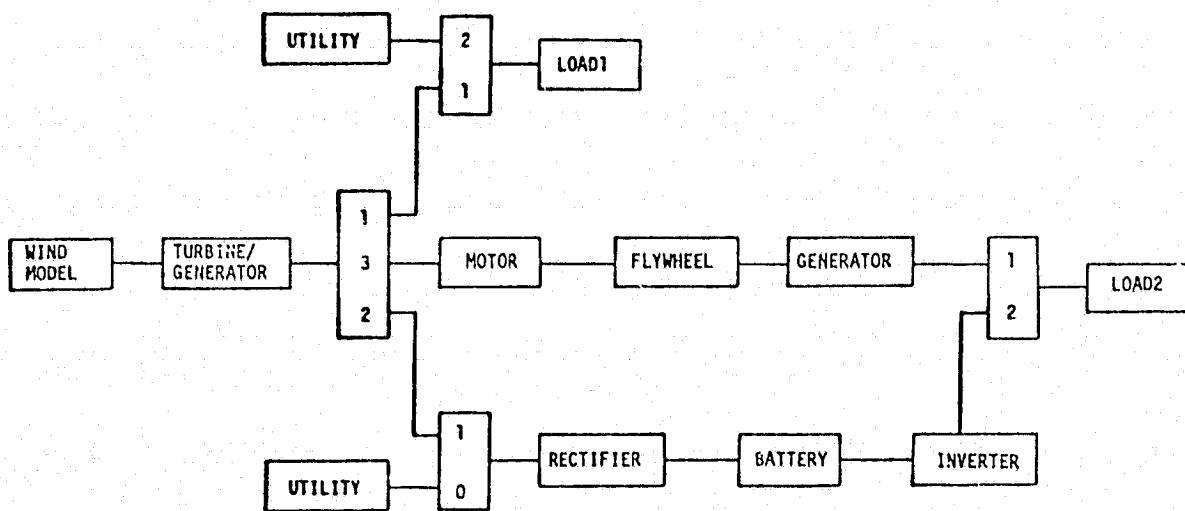 UTILITY
2
1
LOAD1
1
3
2
WIND
MODEL
TURBINE/
GENERATOR
MOTOR
FLYWHEEL
GENERATOR
1
2
LOAD2
1
0
UTILITY
RECTIFIER
BATTERY
INVERTER